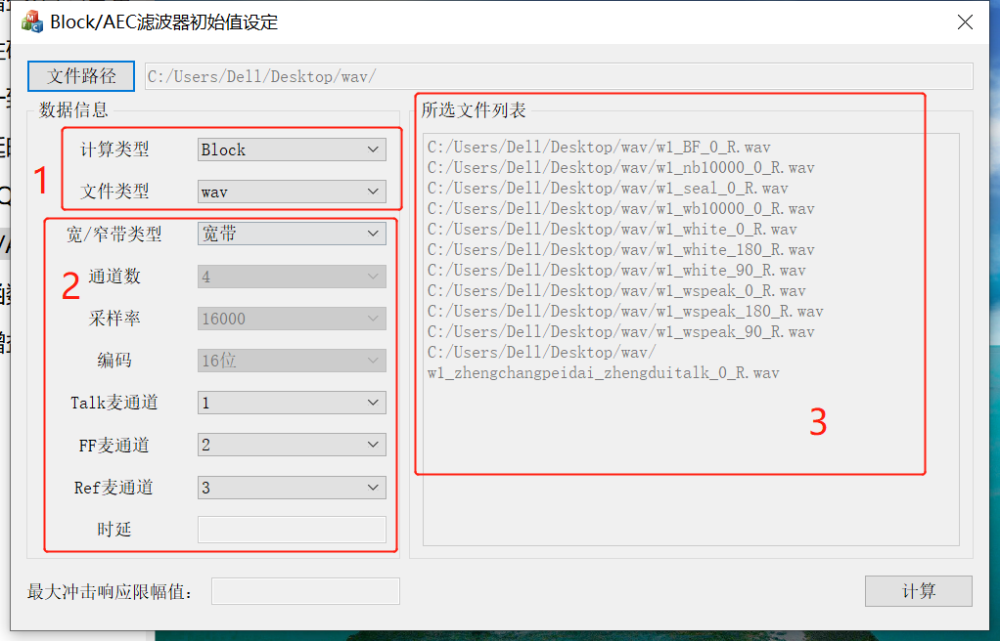 Block/AEC滤波器初始值设定
文件路径 C:/Users/Dell/Desktop/wav/
数据信息
计算类型 Block
文件类型 wav
1
宽/窄带类型 宽带
通道数 4
2
采样率 16000
编码 16位
Talk麦通道 1
FF麦通道 2
Ref麦通道 3
时延
所选文件列表
C:/Users/Dell/Desktop/wav/w1_BF_0_R.wav
C:/Users/Dell/Desktop/wav/w1_nb10000_0_R.wav
C:/Users/Dell/Desktop/wav/w1_seal_0_R.wav
C:/Users/Dell/Desktop/wav/w1_wb10000_0_R.wav
C:/Users/Dell/Desktop/wav/w1_white_0_R.wav
C:/Users/Dell/Desktop/wav/w1_white_180_R.wav
C:/Users/Dell/Desktop/wav/w1_white_90_R.wav
C:/Users/Dell/Desktop/wav/w1_wspeak_0_R.wav
C:/Users/Dell/Desktop/wav/w1_wspeak_180_R.wav
C:/Users/Dell/Desktop/wav/w1_wspeak_90_R.wav
C:/Users/Dell/Desktop/wav/
w1_zhengchangpeidai_zhengduitalk_0_R.wav
3
最大冲击响应限幅值:
计算